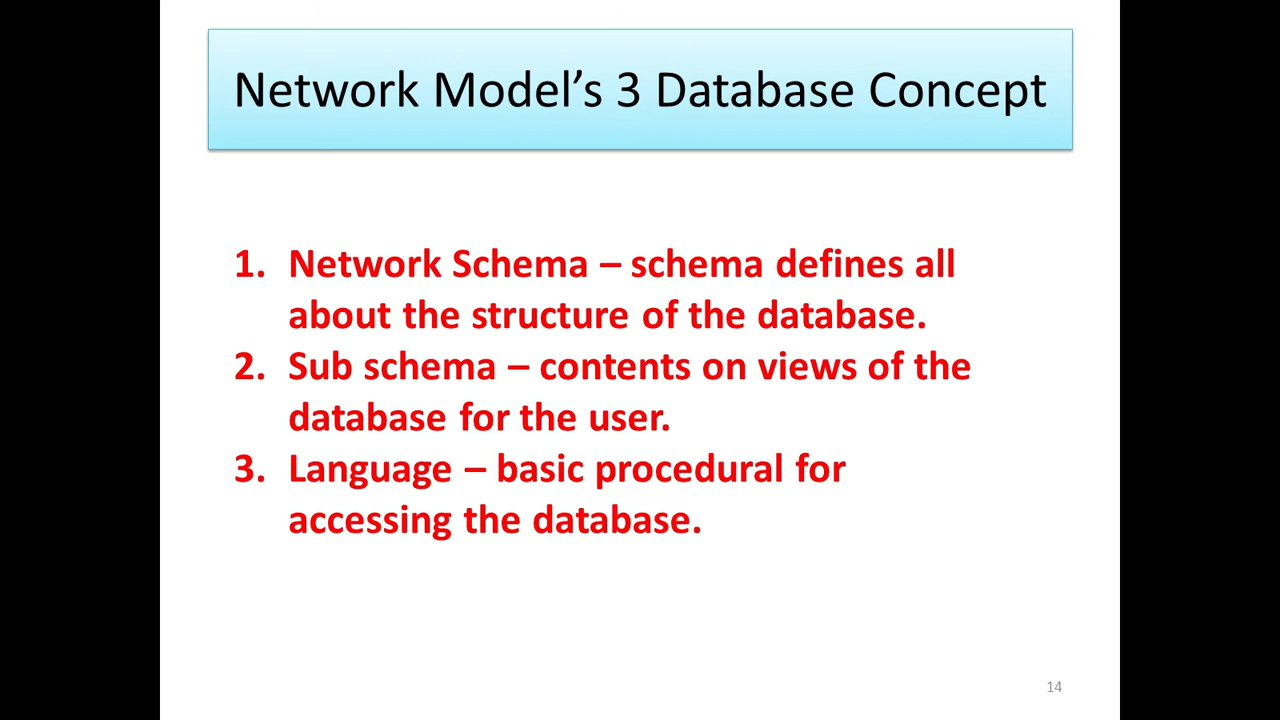 Network Model’s 3 Database Concept
1. Network Schema – schema defines all
about the structure of the database.
2. Sub schema – contents on views of the
database for the user.
3. Language – basic procedural for
accessing the database.
14